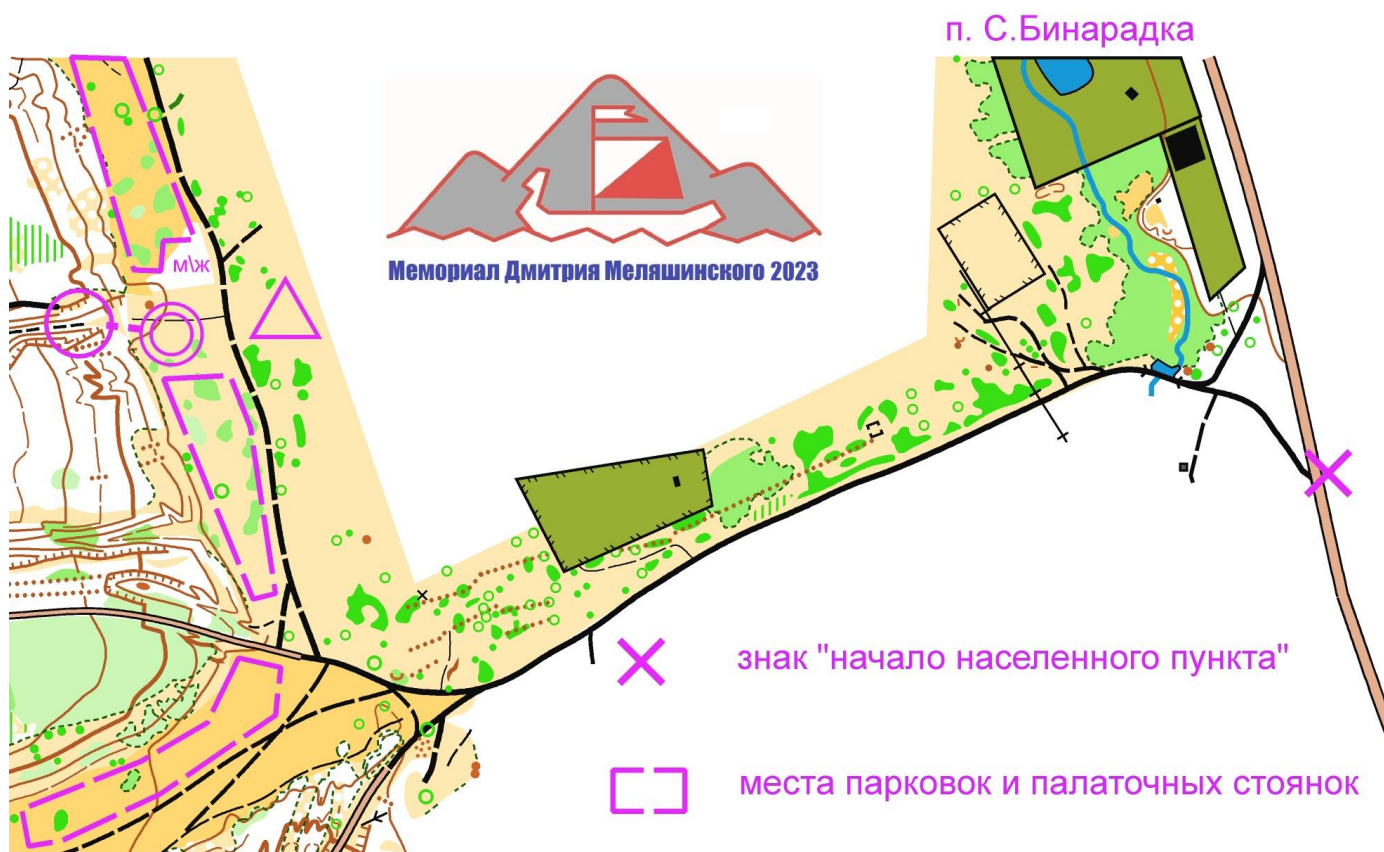 п. С.Бинарадка
Мемориал Дмитрия Меляшинского 2023
м\ж
знак "начало населенного пункта"
места парковок и палаточных стоянок